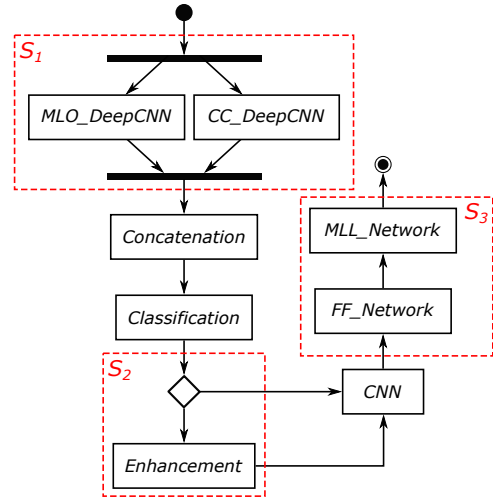 S1
MLO_DeepCNN
CC_DeepCNN
Concatenation
MLL_Network
S3
Classification
FF_Network
S2
CNN
Enhancement